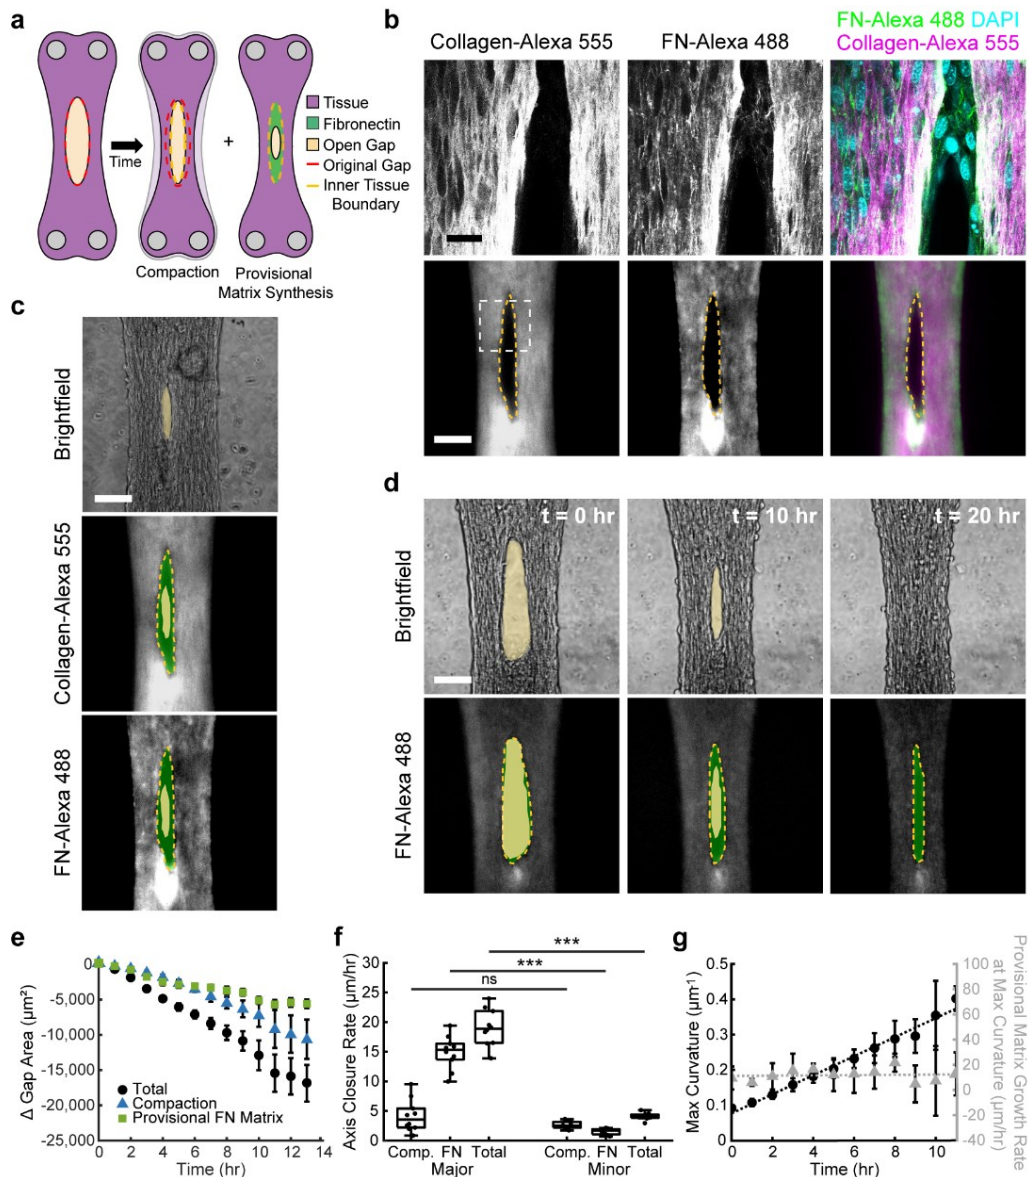 a
Tissue
Fibronectin
Open Gap
Original Gap
Inner Tissue
Boundary
Time
+
Compaction
Provisional
Matrix Synthesis
b
Collagen-Alexa 555
FN-Alexa 488
FN-Alexa 488 DAPI
Collagen-Alexa 555
c
Brightfield
Collagen-Alexa 555
FN-Alexa 488
d
Brightfield
t = 0 hr
t = 10 hr
t = 20 hr
FN-Alexa 488
e
Δ Gap Area (µm²)
0
-5,000
-10,000
-15,000
-20,000
-25,000
Total
Compaction
Provisional FN Matrix
0 2 4 6 8 10 12 14
Time (hr)
f
Axis Closure Rate (µm/hr)
30
25
20
15
10
5
0
***
***
ns
Comp. FN Total Comp. FN Total
Major Minor
g
Max Curvature (µm⁻¹)
0.5
0.4
0.3
0.2
0.1
0
0 2 4 6 8 10
Time (hr)
100
80
60
40
20
0
-20
-40
Provisional Matrix Growth Rate
at Max Curvature (µm/hr)